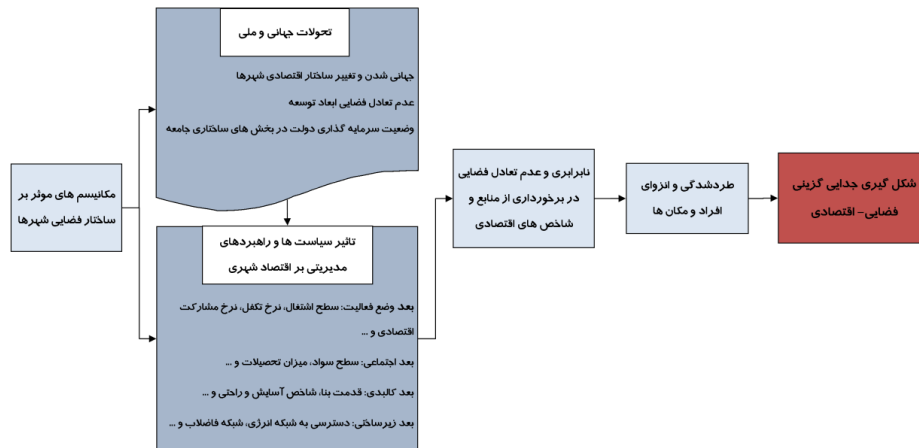 تحولات جهانی و ملی
جهانی شدن و تغییر ساختار اقتصادی شهرها
عدم تعادل فضایی ابعاد توسعه
وضعیت سرمایه گذاری دولت در بخش های ساختاری جامعه
مکانیسم های موثر بر
ساختار فضایی شهرها
تاثیر سیاست ها و راهبردهای
مدیریتی بر اقتصاد شهری
بعد وضع فعالیت: سطح اشتغال، نرخ تکفل، نرخ مشارکت
اقتصادی و ...
بعد اجتماعی: سطح سواد، میزان تحصیلات و ...
بعد کالبدی: قدمت بنا، شاخص آسایش و راحتی و ...
بعد زیرساختی: دسترسی به شبکه انرژی، شبکه فاضلاب و ...
نابرابری و عدم تعادل فضایی
در برخورداری از منابع و
شاخص های اقتصادی
طردشدگی و انزوای
افراد و مکان ها
شکل گیری جدایی گزینی
فضایی- اقتصادی